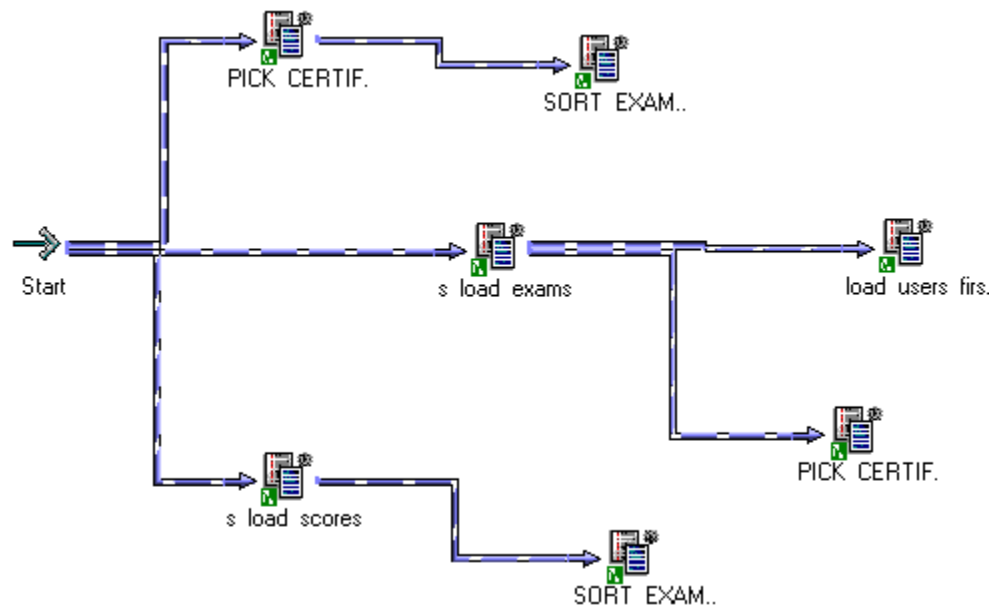 PICK CERTIF.
SORT EXAM..
Start
s load exams
load users firs.
PICK CERTIF.
s load scores
SORT EXAM..